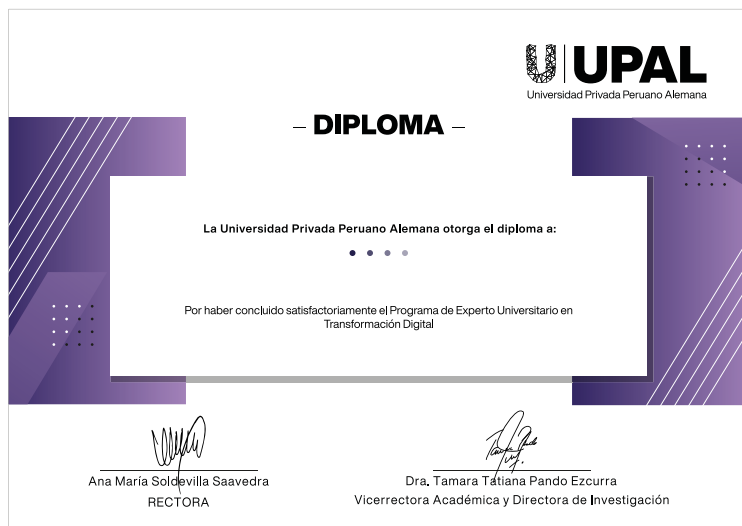 UPAL
Universidad Privada Peruano Alemana
– DIPLOMA –
La Universidad Privada Peruano Alemana otorga el diploma a:
Por haber concluido satisfactoriamente el Programa de Experto Universitario en
Transformación Digital
Ana María Soldevilla Saavedra
RECTORA
Dra. Tamara Tatiana Pando Ezcurra
Vicerrectora Académica y Directora de Investigación